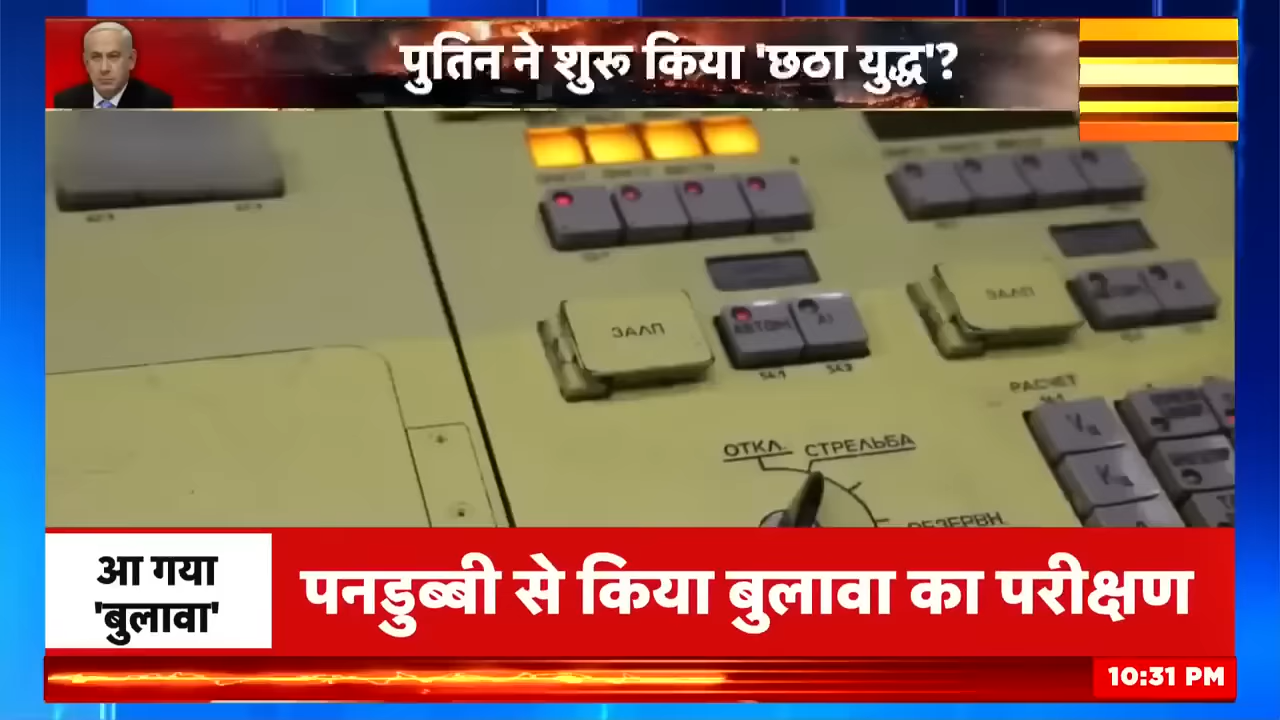 पुतिन ने शुरू किया 'छठा युद्ध'?
ЗАЛП
ЗАЛП
АВТОМ
РАСЧЕТ
ОТКЛ. СТРЕЛЬБА
РЕЗЕРВН.
आ गया
'बुलावा'
पनडुब्बी से किया बुलावा का परीक्षण
10:31 PM